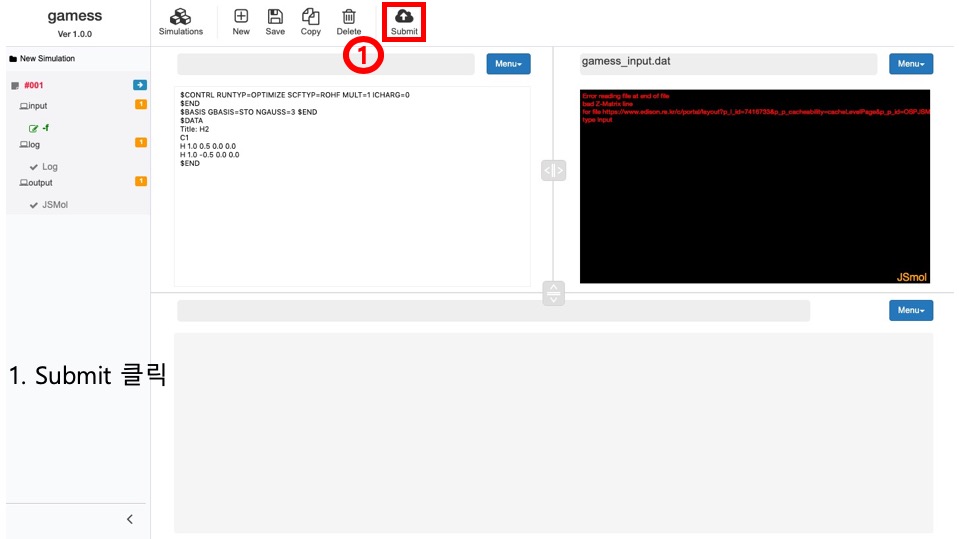 gamess
Ver 1.0.0
Simulations
New
Save
Copy
Delete
Submit
1
New Simulation
#001
input
1
-f
log
1
Log
output
1
JSMol
Menu
$CONTRL RUNTYP=OPTIMIZE SCFTYP=ROHF MULT=1 ICHARG=0
$END
$BASIS GBASIS=STO NGAUSS=3 $END
$DATA
Title: H2
C1
H 1.0 0.5 0.0 0.0
H 1.0 -0.5 0.0 0.0
$END
gamess_input.dat
Menu
Error reading file at end of file
bad Z-Matrix line
for file https://www.edison.re.kr/c/portal/layout?p_l_id=7416733&p_p_cacheability=cacheLevelPage&p_p_id=
type Input
JSmol
Menu
1. Submit 클릭